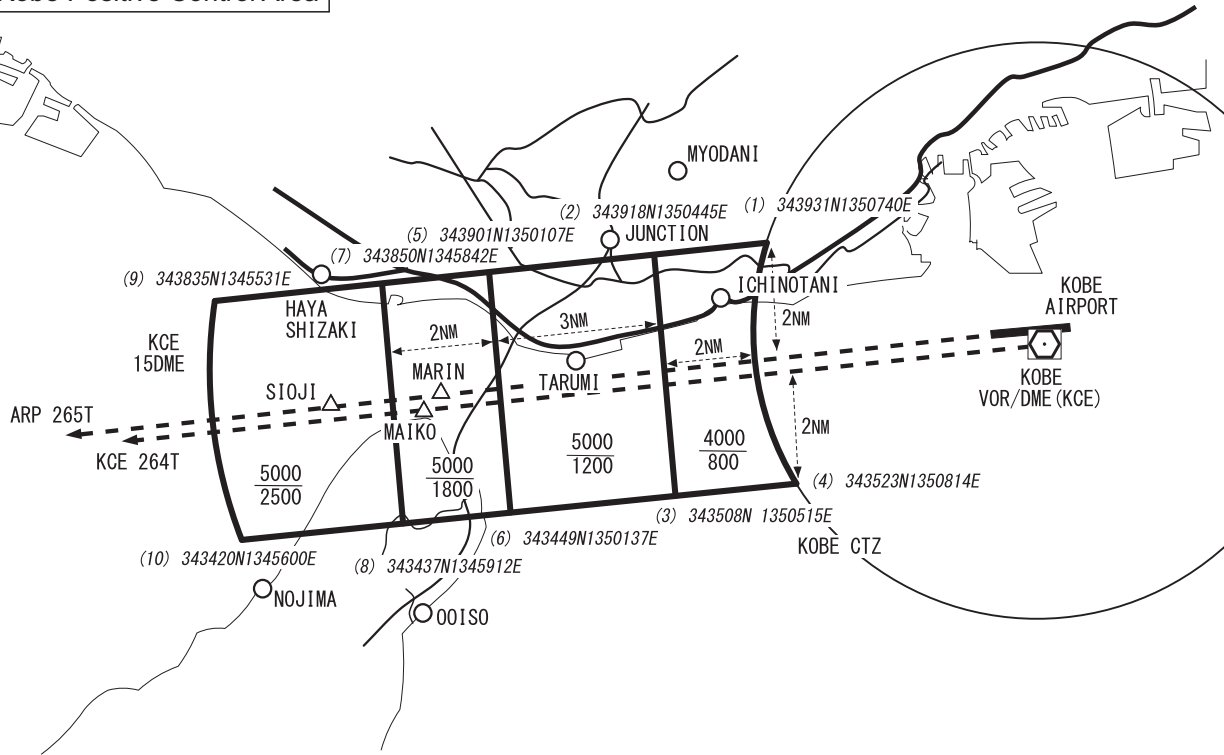 Kobe Positive Control Area
MYODANI
(2) 343918N1350445E
(1) 343931N1350740E
(5) 343901N1350107E
JUNCTION
(7) 343850N1345842E
(9) 343835N1345531E
ICHINOTANI
KOBE
AIRPORT
HAYA
SHIZAKI
2NM
3NM
2NM
2NM
KCE
15DME
MARIN
TARUMI
KOBE
VOR/DME(KCE)
SIOJI
ARP 265T
MAIKO
2NM
KCE 264T
5000
2500
5000
1800
5000
1200
4000
800
(4) 343523N1350814E
(3) 343508N 1350515E
(6) 343449N1350137E
KOBE CTZ
(10) 343420N1345600E
(8) 343437N1345912E
NOJIMA
OOISO